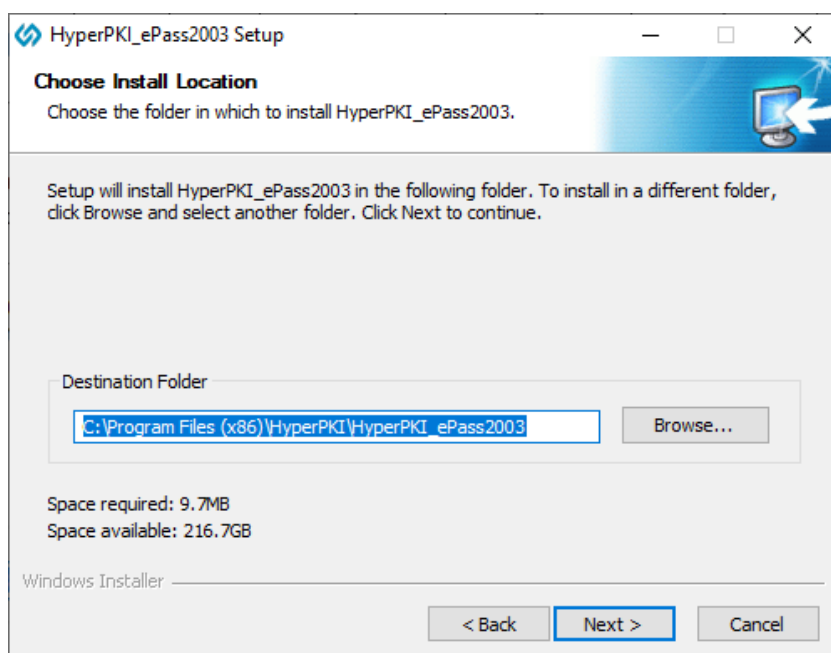 HyperPKI_ePass2003 Setup
Choose Install Location
Choose the folder in which to install HyperPKI_ePass2003.
Setup will install HyperPKI_ePass2003 in the following folder. To install in a different folder,
click Browse and select another folder. Click Next to continue.
Destination Folder
C:\Program Files (x86)\HyperPKI\HyperPKI_ePass2003
Browse...
Space required: 9.7MB
Space available: 216.7GB
Windows Installer
< Back
Next >
Cancel